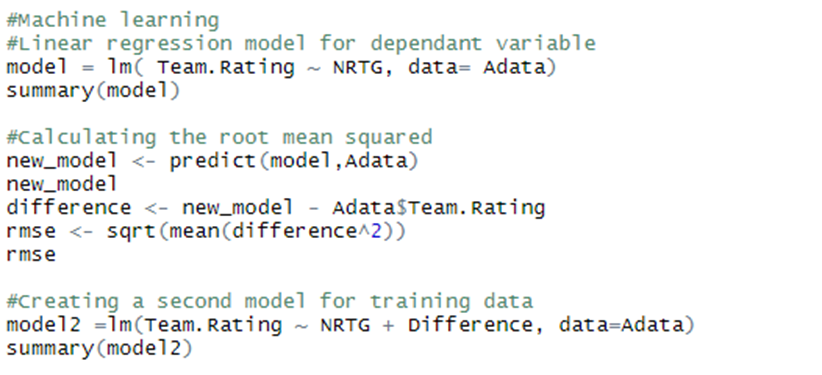 #Machine learning
#Linear regression model for dependant variable
model = lm( Team.Rating ~ NRTG, data= Adata)
summary(model)
#Calculating the root mean squared
new_model <- predict(model,Adata)
new_model
difference <- new_model - Adata$Team.Rating
rmse <- sqrt(mean(difference^2))
rmse
#Creating a second model for training data
model2 =lm(Team.Rating ~ NRTG + Difference, data=Adata)
summary(model2)